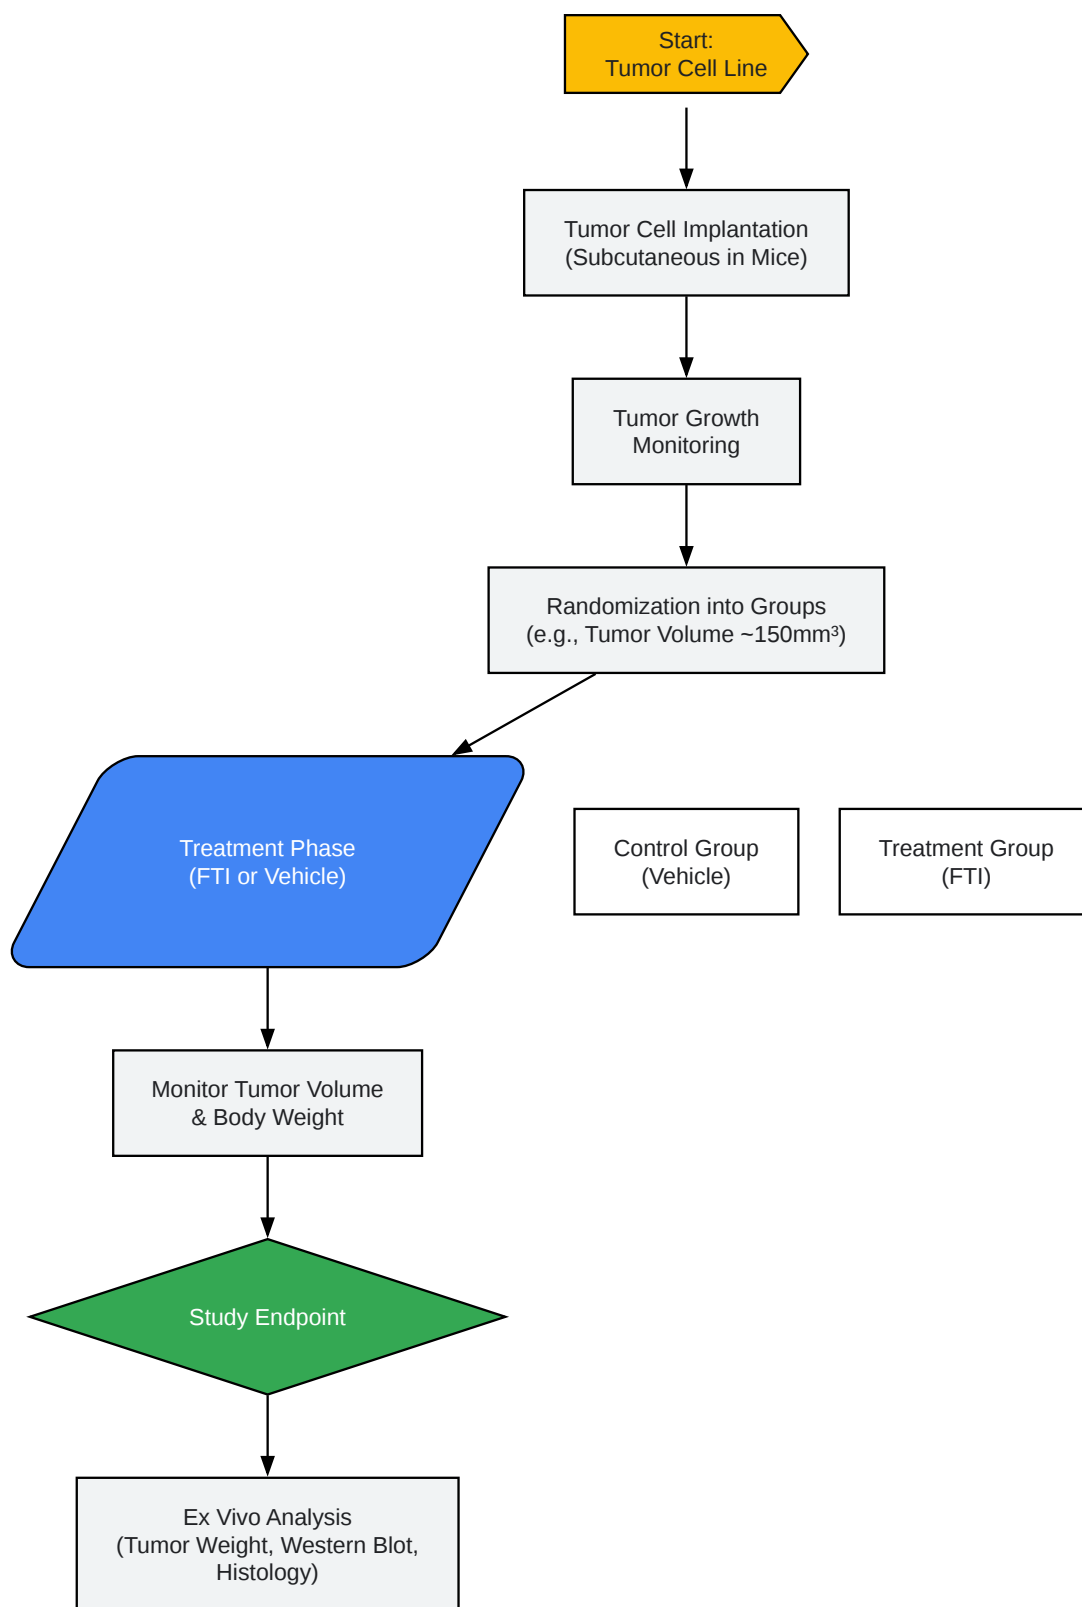 Start:
Tumor Cell Line
Tumor Cell Implantation
(Subcutaneous in Mice)
Tumor Growth
Monitoring
Randomization into Groups
(e.g., Tumor Volume ~150mm³)
Treatment Phase
(FTI or Vehicle)
Control Group
(Vehicle)
Treatment Group
(FTI)
Monitor Tumor Volume
& Body Weight
Study Endpoint
Ex Vivo Analysis
(Tumor Weight, Western Blot,
Histology)